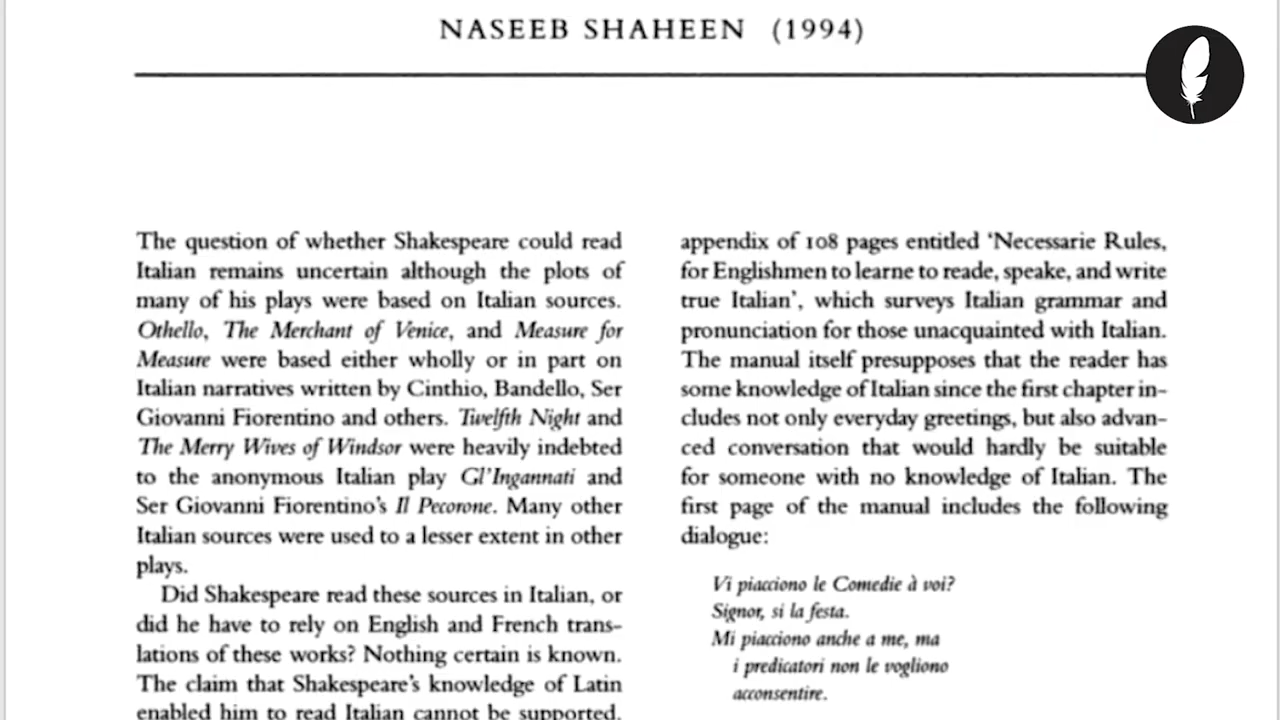 NASEEB SHAHEEN (1994)
The question of whether Shakespeare could read
Italian remains uncertain although the plots of
many of his plays were based on Italian sources.
Othello, The Merchant of Venice, and Measure for
Measure were based either wholly or in part on
Italian narratives written by Cinthio, Bandello, Ser
Giovanni Fiorentino and others. Twelfth Night and
The Merry Wives of Windsor were heavily indebted
to the anonymous Italian play Gl'Ingannati and
Ser Giovanni Fiorentino's Il Pecorone. Many other
Italian sources were used to a lesser extent in other
plays.
Did Shakespeare read these sources in Italian, or
did he have to rely on English and French trans-
lations of these works? Nothing certain is known.
The claim that Shakespeare's knowledge of Latin
enabled him to read Italian cannot be supported.
appendix of 108 pages entitled 'Necessarie Rules,
for Englishmen to learne to reade, speake, and write
true Italian', which surveys Italian grammar and
pronunciation for those unacquainted with Italian.
The manual itself presupposes that the reader has
some knowledge of Italian since the first chapter in-
cludes not only everyday greetings, but also advan-
ced conversation that would hardly be suitable
for someone with no knowledge of Italian. The
first page of the manual includes the following
dialogue:
Vi piacciono le Comedie à voi?
Signor, si la festa.
Mi piacciono anche a me, ma
i predicatori non le vogliono
acconsentire.